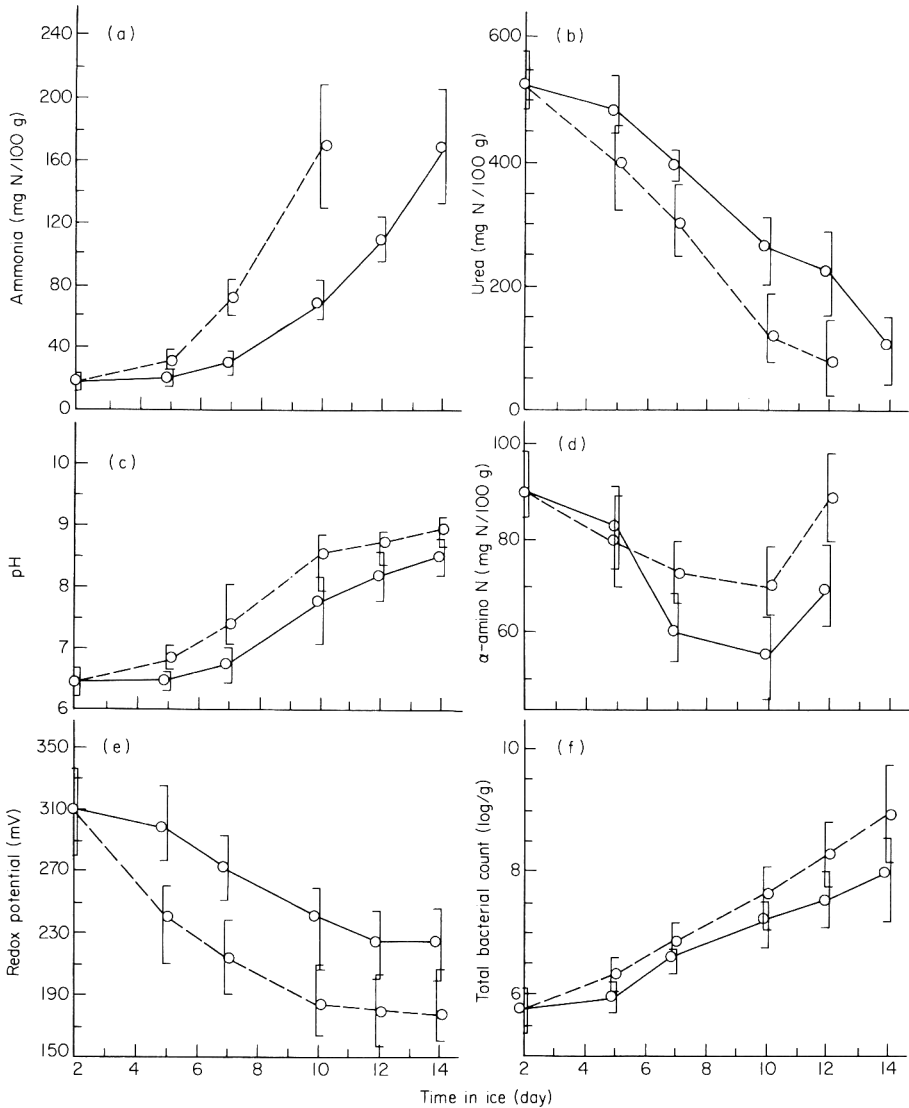 (a)
Ammonia (mg N/100 g)
240
200
160
120
80
40
0
(b)
Urea (mg N/100 g)
600
400
200
0
(c)
pH
10
9
8
7
6
(d)
α-amino N (mg N/100 g)
100
80
60
(e)
Redox potential (mV)
350
310
270
230
190
150
2 4 6 8 10 12 14
(f)
Total bacterial count (log/g)
10
8
6
5
2 4 6 8 10 12 14
Time in ice (day)